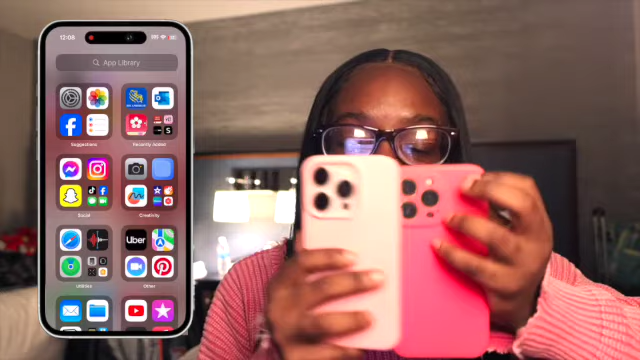 12:08
App Library
Suggestions
Recently Added
Social
Creativity
Uber
Utilities
Other